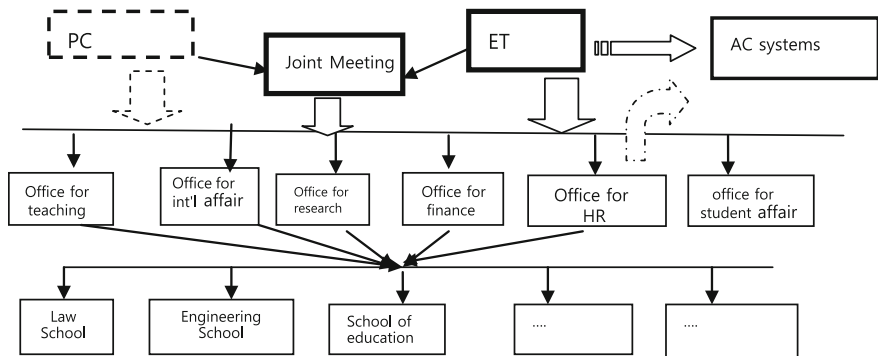 PC
Joint Meeting
ET
AC systems
Office for
teaching
Office for
int'l affair
Office for
research
Office for
finance
Office for
HR
office for
student affair
Law
School
Engineering
School
School of
education
....
....